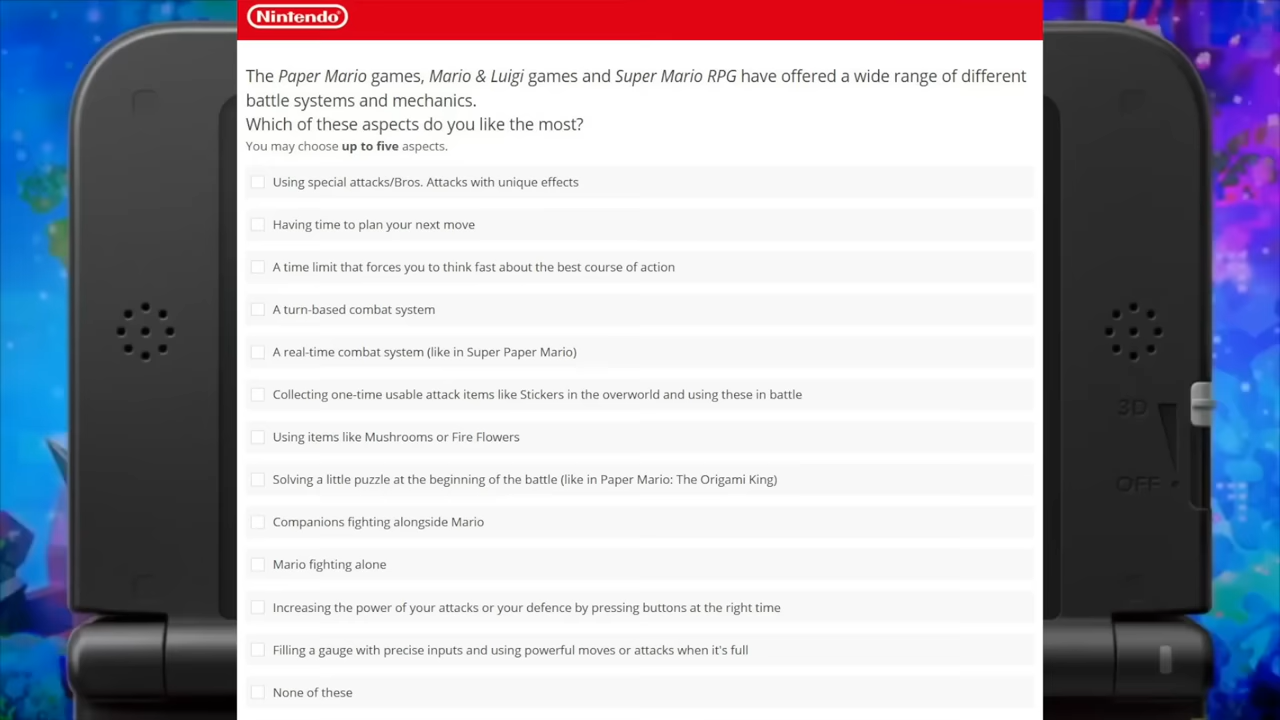 Nintendo
The Paper Mario games, Mario & Luigi games and Super Mario RPG have offered a wide range of different
battle systems and mechanics.
Which of these aspects do you like the most?
You may choose up to five aspects.
Using special attacks/Bros. Attacks with unique effects
Having time to plan your next move
A time limit that forces you to think fast about the best course of action
A turn-based combat system
A real-time combat system (like in Super Paper Mario)
Collecting one-time usable attack items like Stickers in the overworld and using these in battle
Using items like Mushrooms or Fire Flowers
Solving a little puzzle at the beginning of the battle (like in Paper Mario: The Origami King)
Companions fighting alongside Mario
Mario fighting alone
Increasing the power of your attacks or your defence by pressing buttons at the right time
Filling a gauge with precise inputs and using powerful moves or attacks when it's full
None of these
3D
OFF